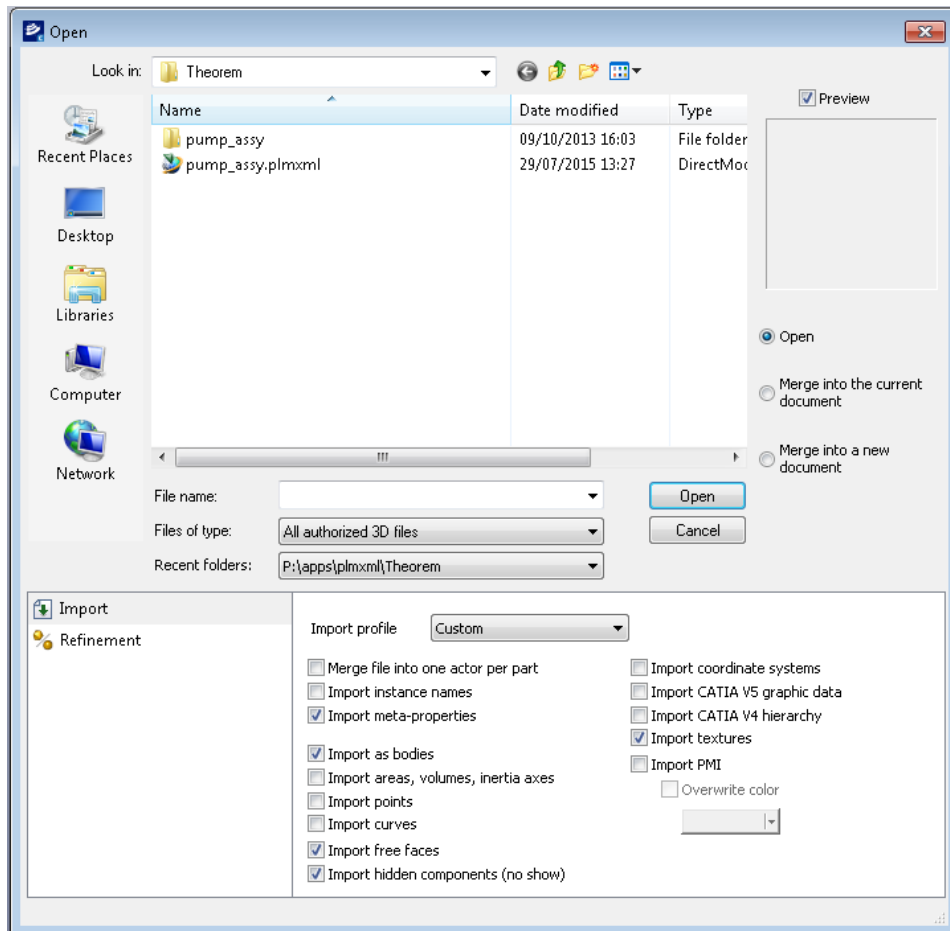 Open
Look in: Theorem
Preview
Recent Places
Desktop
Libraries
Computer
Network
Name Date modified Type
pump_assy 09/10/2013 16:03 File folder
pump_assy.plmxml 29/07/2015 13:27 DirectMod
Open
Merge into the current
document
Merge into a new
document
File name: Open
Files of type: All authorized 3D files Cancel
Recent folders: P:\apps\plmxml\Theorem
Import
Refinement
Import profile Custom
Merge file into one actor per part
Import instance names
Import meta-properties
Import as bodies
Import areas, volumes, inertia axes
Import points
Import curves
Import free faces
Import hidden components (no show)
Import coordinate systems
Import CATIA V5 graphic data
Import CATIA V4 hierarchy
Import textures
Import PMI
Overwrite color